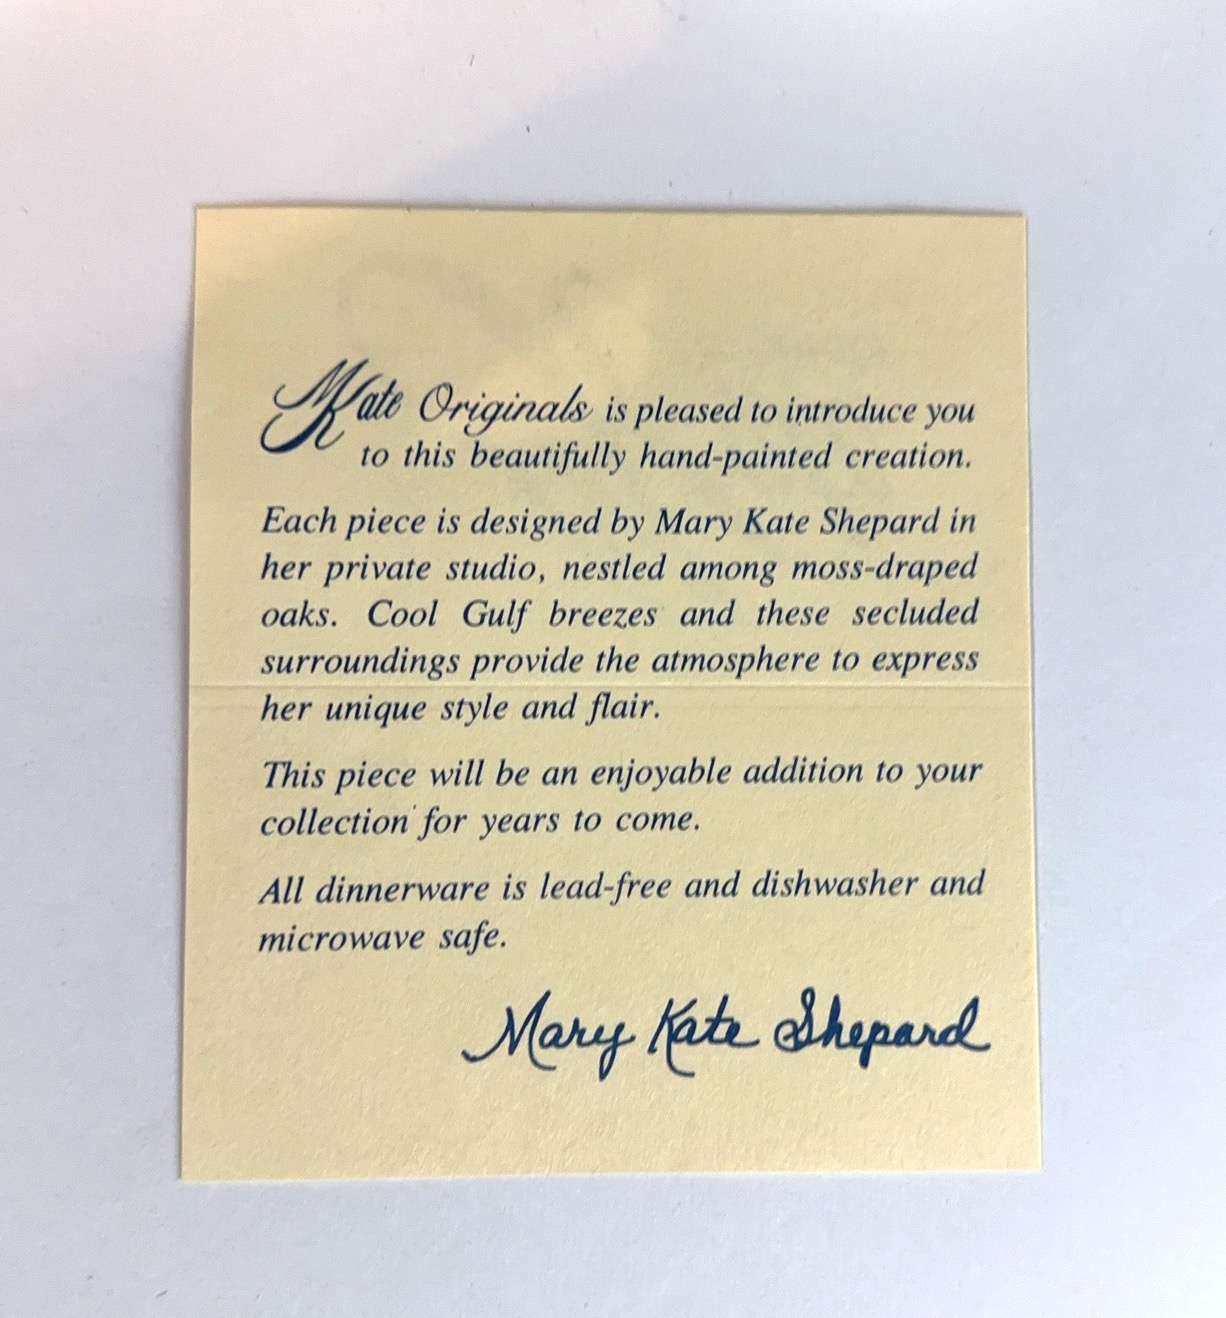 MKate Originals is pleased to introduce you
to this beautifully hand-painted creation.
Each piece is designed by Mary Kate Shepard in
her private studio, nestled among moss-draped
oaks. Cool Gulf breezes and these secluded
surroundings provide the atmosphere to express
her unique style and flair.
This piece will be an enjoyable addition to your
collection for years to come.
All dinnerware is lead-free and dishwasher and
microwave safe.
Mary Kate Shepard